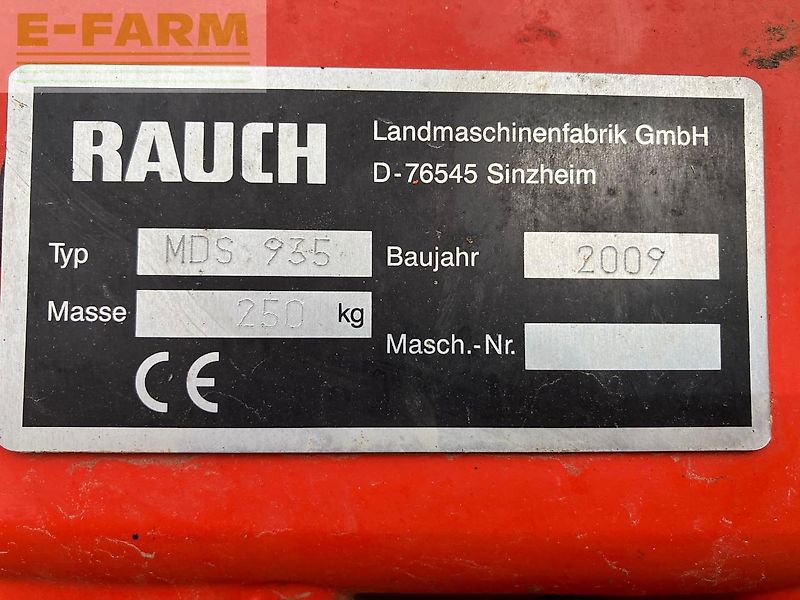 E-FARM
RAUCH
Landmaschinenfabrik GmbH
D-76545 Sinzheim
Typ MDS 935
Baujahr 2009
Masse 250 kg
Masch.-Nr.
CE